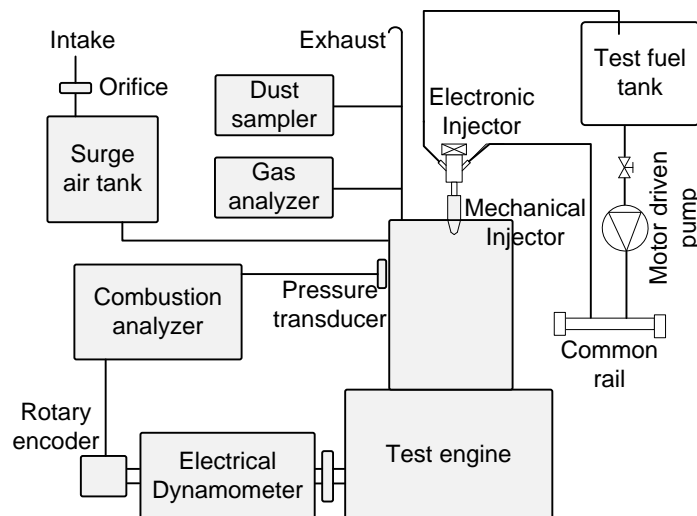 Intake
Orifice
Surge
air tank
Exhaust
Dust
sampler
Gas
analyzer
Electronic
Injector
Mechanical
Injector
Test fuel
tank
Motor driven
pump
Common
rail
Combustion
analyzer
Pressure
transducer
Rotary
encoder
Electrical
Dynamometer
Test engine